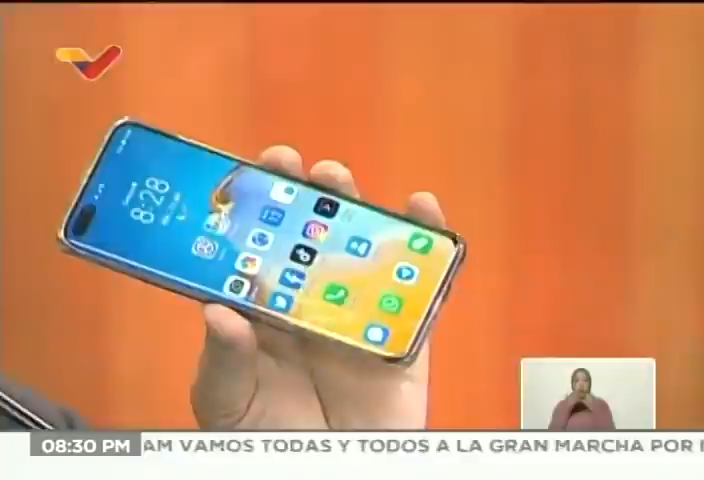 8:28
08:30 PM
AM VAMOS TODAS Y TODOS A LA GRAN MARCHA POR